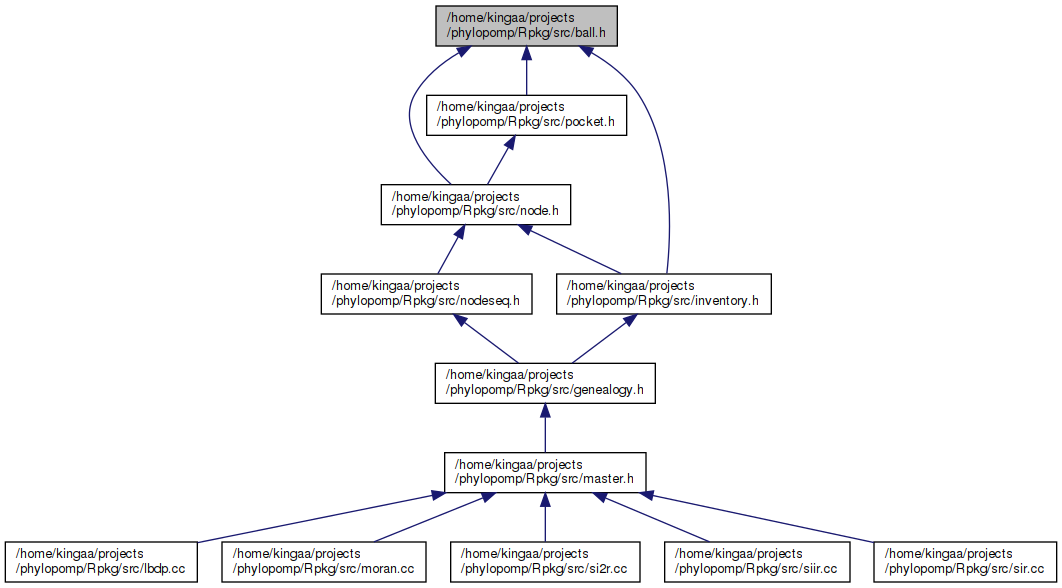 /home/kingaa/projects
/phylopomp/Rpkg/src/ball.h
/home/kingaa/projects
/phylopomp/Rpkg/src/pocket.h
/home/kingaa/projects
/phylopomp/Rpkg/src/node.h
/home/kingaa/projects
/phylopomp/Rpkg/src/nodeseq.h
/home/kingaa/projects
/phylopomp/Rpkg/src/inventory.h
/home/kingaa/projects
/phylopomp/Rpkg/src/genealogy.h
/home/kingaa/projects
/phylopomp/Rpkg/src/master.h
/home/kingaa/projects
/phylopomp/Rpkg/src/lbdp.cc
/home/kingaa/projects
/phylopomp/Rpkg/src/moran.cc
/home/kingaa/projects
/phylopomp/Rpkg/src/si2r.cc
/home/kingaa/projects
/phylopomp/Rpkg/src/siir.cc
/home/kingaa/projects
/phylopomp/Rpkg/src/sir.cc